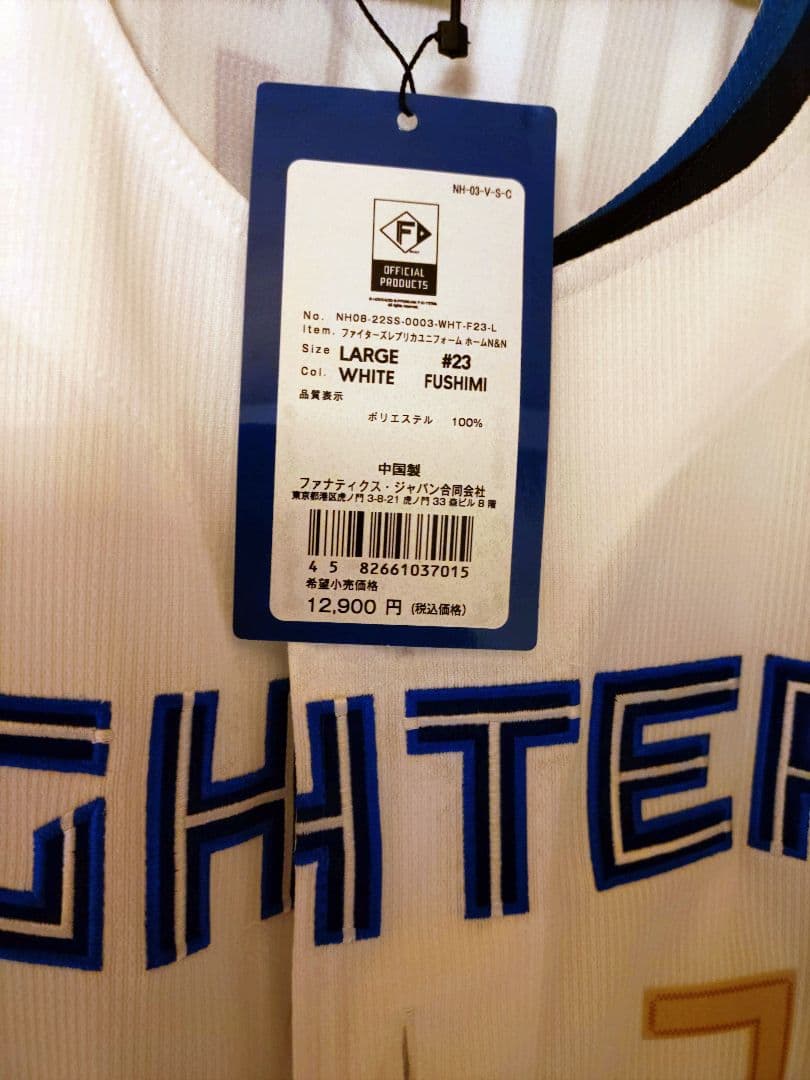 NH-03-V-S-C
F
OFFICIAL
PRODUCTS
No. NH08-22SS-0003-WHT-F23-L
Item. ファイターズレプリカユニフォーム ホームN&N
Size LARGE #23
Col. WHITE FUSHIMI
品質表示
ポリエステル 100%
中国製
ファナティクス・ジャパン合同会社
東京都港区虎ノ門 3-8-21 虎ノ門 33 森ビル 8 階
4 5 82661037015
希望小売価格
12,900 円 (税込価格)
GHTER